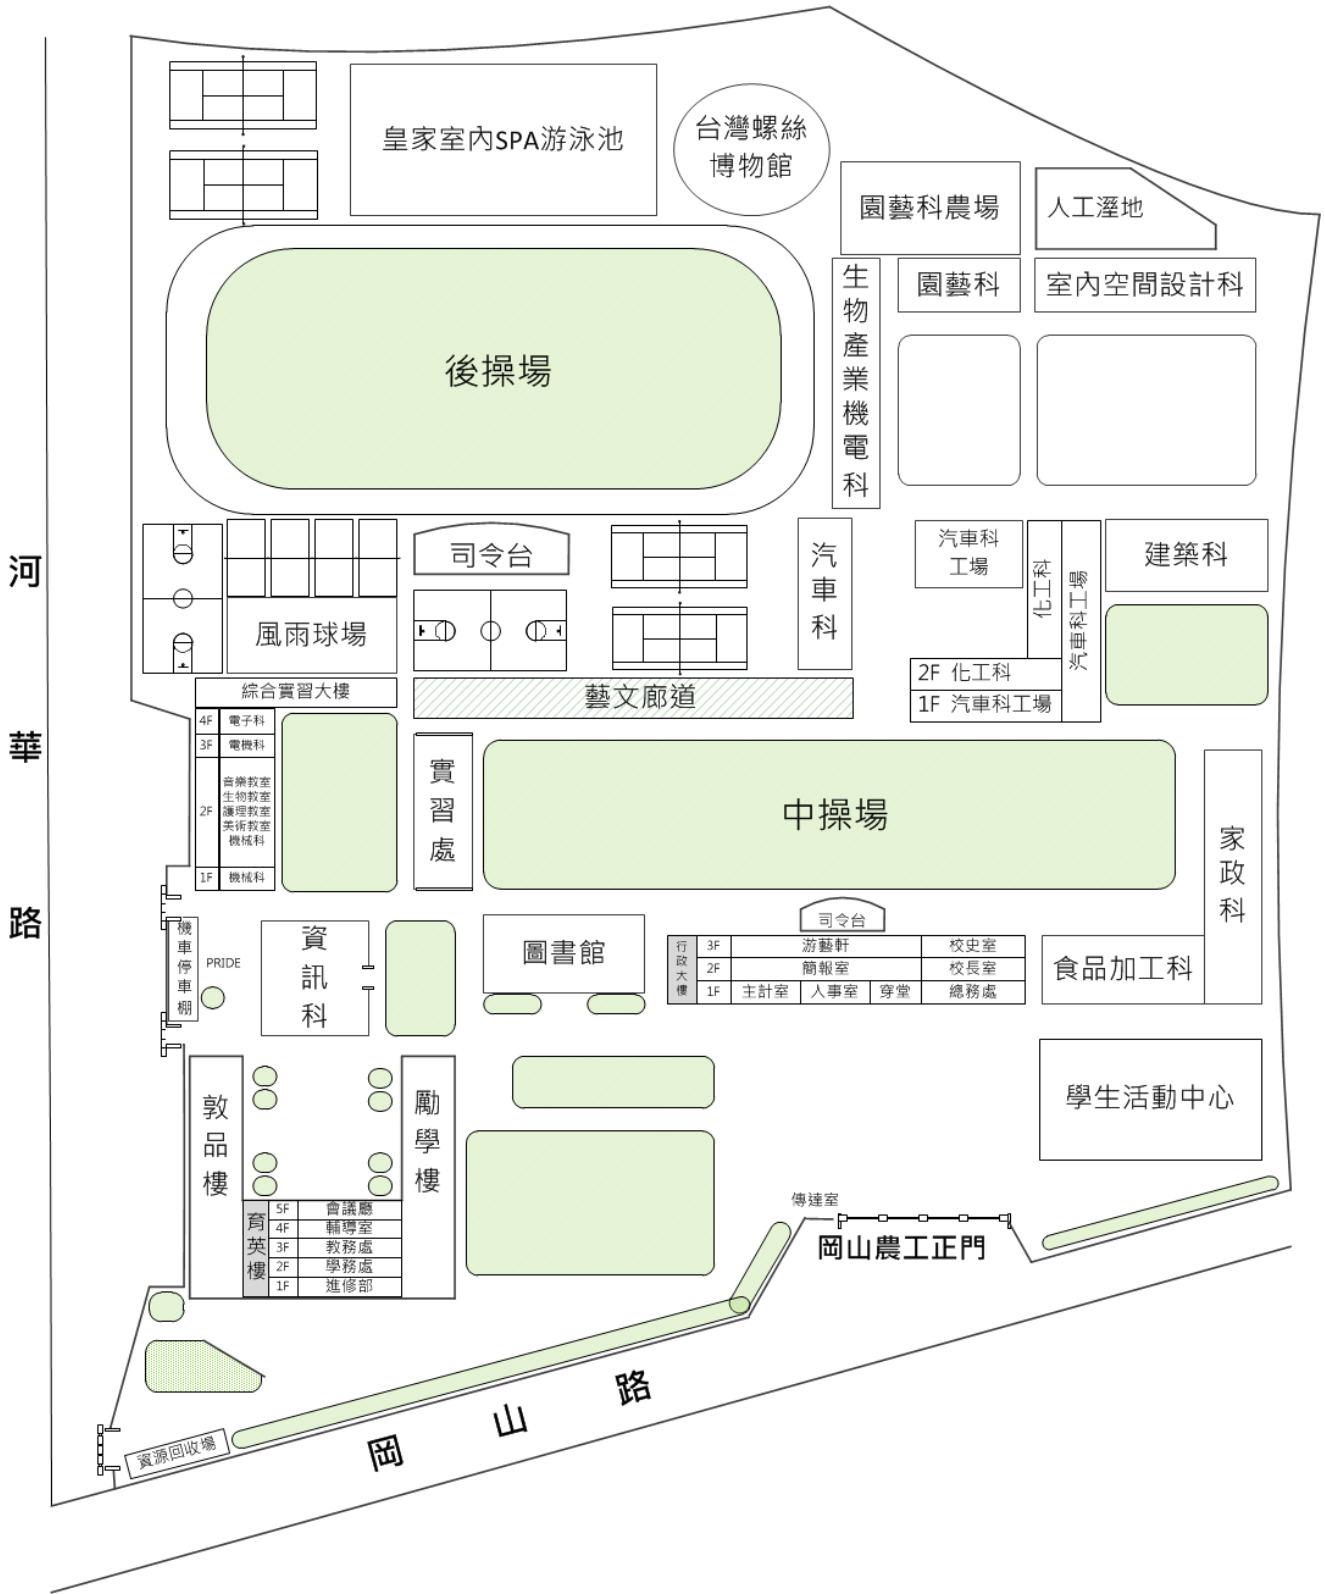 皇家室內SPA游泳池
台灣螺絲
博物館
園藝科農場
人工溼地
生物產業機電科
園藝科
室內空間設計科
後操場
河華路
司令台
風雨球場
汽車科
汽車科
工場
化工科
汽車科工場
建築科
2F 化工科
1F 汽車科工場
綜合實習大樓
4F 電子科
3F 電機科
2F
音樂教室
生物教室
護理教室
美術教室
機械科
1F 機械科
藝文廊道
實習處
中操場
家政科
機車停車棚
PRIDE
資訊科
圖書館
司令台
行政大樓
3F 游藝軒 校史室
2F 簡報室 校長室
1F 主計室 人事室 穿堂 總務處
食品加工科
學生活動中心
敦品樓
勵學樓
育英樓
5F 會議廳
4F 輔導室
3F 教務處
2F 學務處
1F 進修部
傳達室
岡山農工正門
資源回收場
岡山路